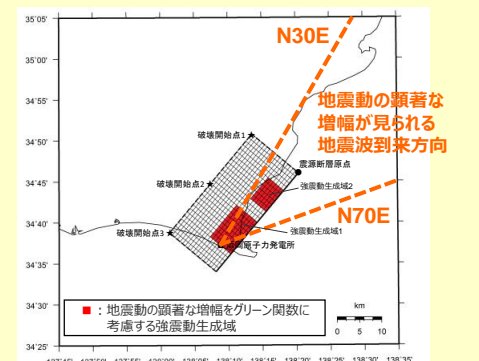 35˚05'
N30E
35˚00'
34˚55'
地震動の顕著な
増幅が見られる
地震波到来方向
34˚50'
破壊開始点1
震源断層原点
34˚45'
破壊開始点2
強震動生成域2
N70E
34˚40'
破壊開始点3
強震動生成域1
原子力発電所
34˚35'
34˚30'
■：地震動の顕著な増幅をグリーン関数に
考慮する強震動生成域
km
0 5 10
34˚25'
138˚20' 138˚25' 138˚30' 138˚35'